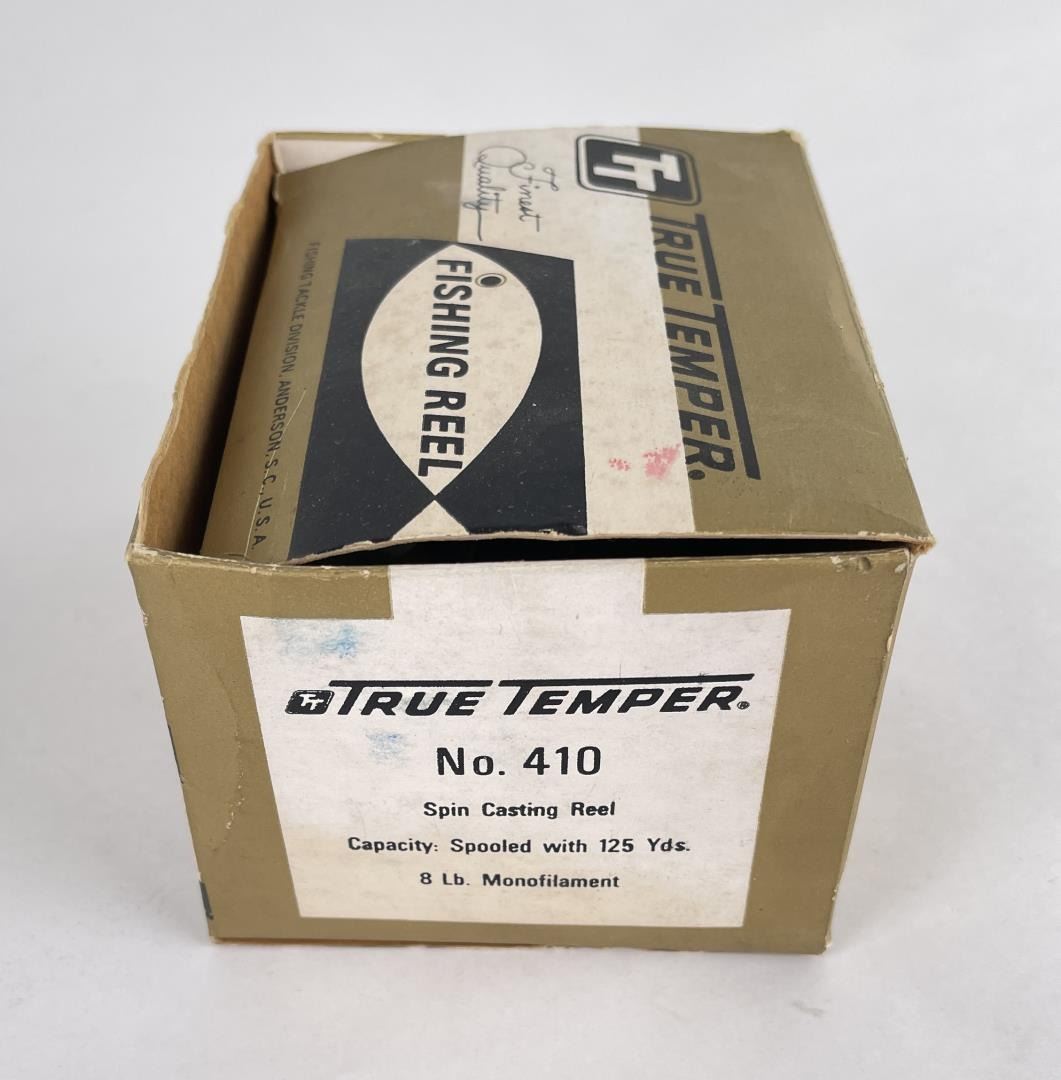 TT
TRUE TEMPER®
Finest
Quality
FISHING REEL
FISHING TACKLE DIVISION, ANDERSON, S.C., U.S.A.
TT TRUE TEMPER®
No. 410
Spin Casting Reel
Capacity: Spooled with 125 Yds.
8 Lb. Monofilament